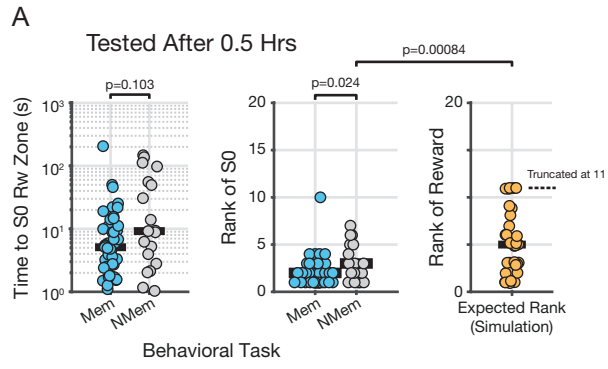 A
Tested After 0.5 Hrs
p=0.00084
p=0.103
p=0.024
Time to S0 Rw Zone (s)
10³
10²
10¹
10⁰
Mem
NMem
Rank of S0
20
15
10
5
0
Mem
NMem
Behavioral Task
Rank of Reward
20
0
Truncated at 11
Expected Rank
(Simulation)